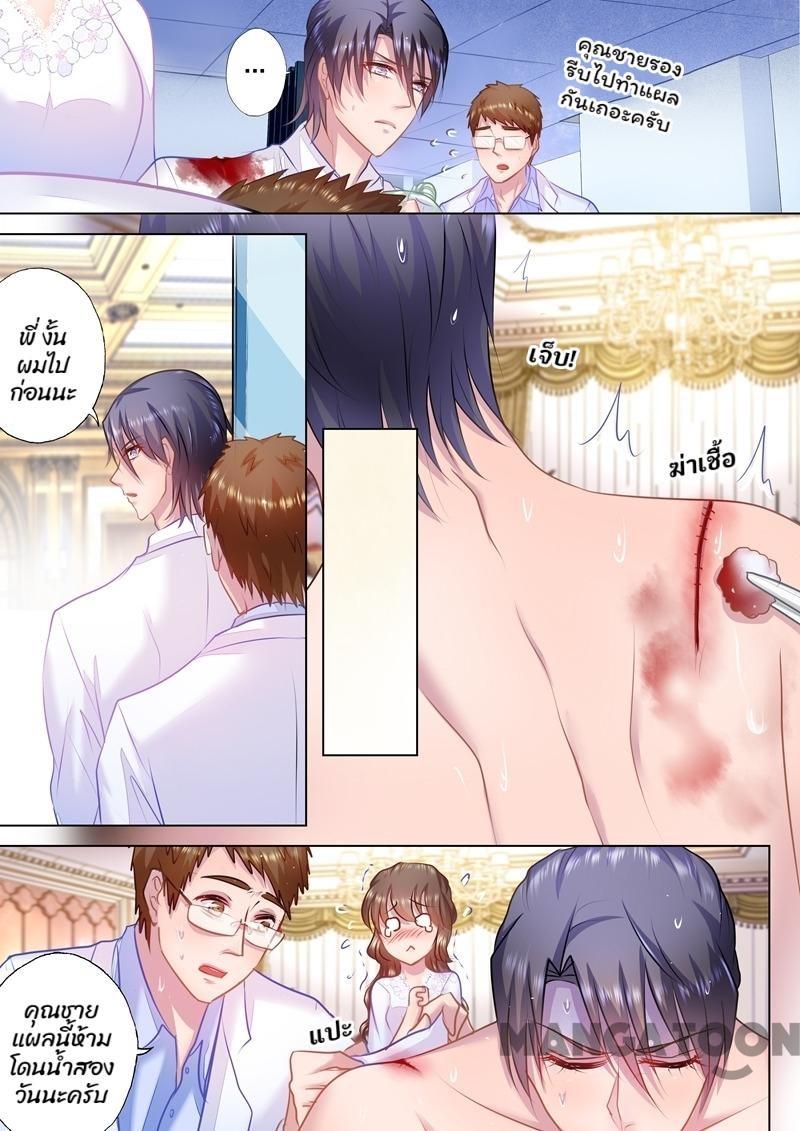 ...
คุณชายรอง
รีบไปทำแผล
กันเถอะครับ
พี่ งั้น
ผมไป
ก่อนนะ
เจ็บ!
ฆ่าเชื้อ
คุณชาย
แผลนี้ห้าม
โดนน้ำสอง
วันนะครับ
แปะ
MANGATOON